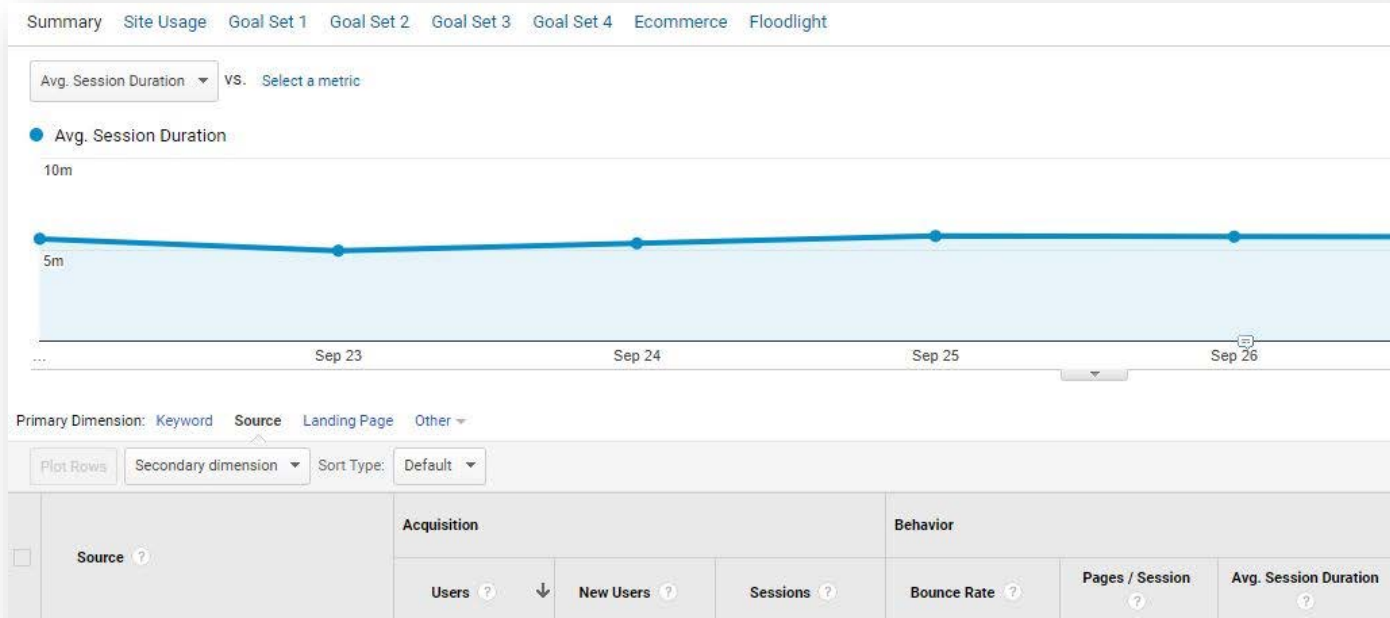 Summary Site Usage Goal Set 1 Goal Set 2 Goal Set 3 Goal Set 4 Ecommerce Floodlight
Avg. Session Duration VS. Select a metric
Avg. Session Duration
10m
5m
... Sep 23 Sep 24 Sep 25 Sep 26
Primary Dimension: Keyword Source Landing Page Other
Plot Rows Secondary dimension Sort Type: Default
Acquisition Behavior
Source ?
Users ? New Users ? Sessions ? Bounce Rate ? Pages / Session ? Avg. Session Duration ?